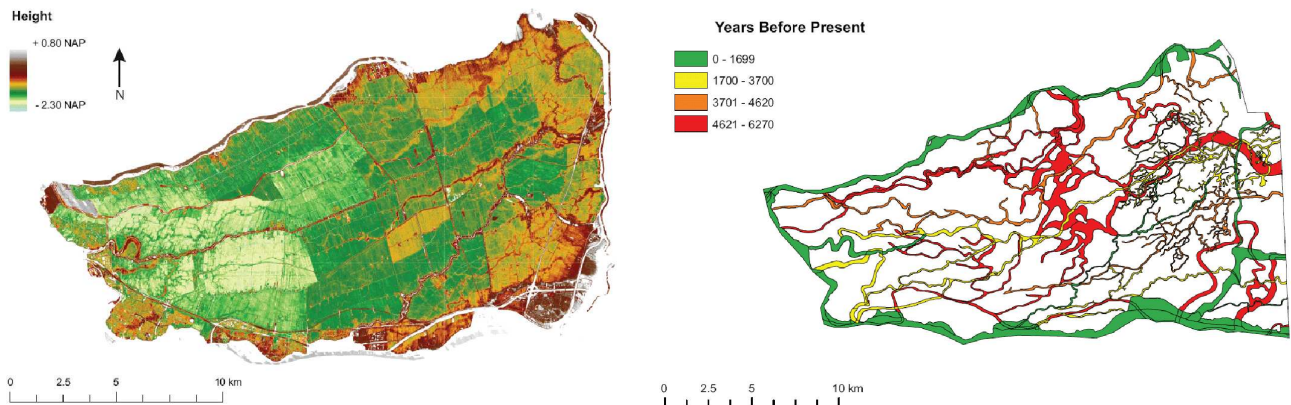 Height
+ 0.80 NAP
- 2.30 NAP
N
0 2.5 5 10 km
Years Before Present
0 - 1699
1700 - 3700
3701 - 4620
4621 - 6270
0 2.5 5 10 km